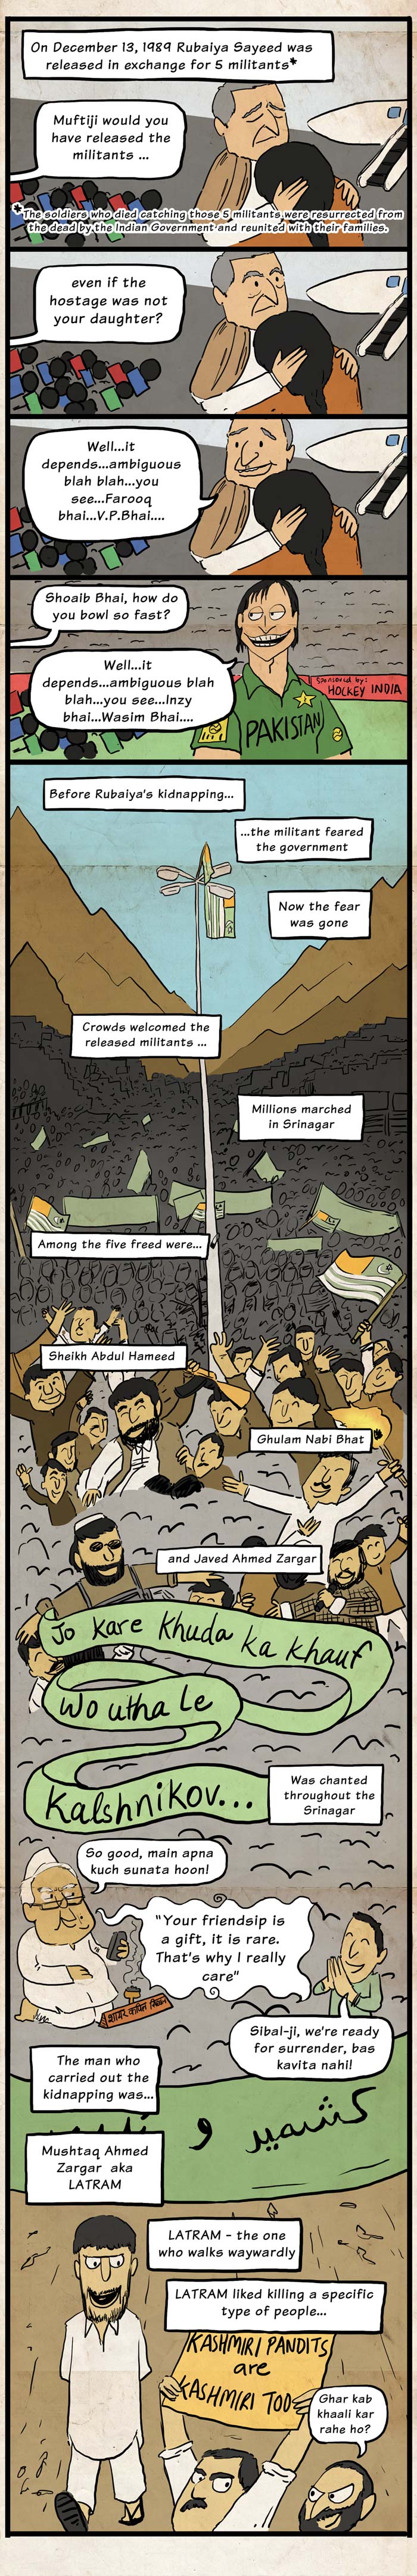 On December 13, 1989 Rubaiya Sayeed was
released in exchange for 5 militants*
Muftiji would you
have released the
militants ...
*The soldiers who died catching those 5 militants were resurrected from
the dead by the Indian Government and reunited with their families.
even if the
hostage was not
your daughter?
Well...it
depends...ambiguous
blah blah...you
see...Farooq
bhai...V.P.Bhai....
Shoaib Bhai, how do
you bowl so fast?
Well...it
depends...ambiguous blah
blah...you see...Inzy
bhai...Wasim Bhai....
Sponsored by:
HOCKEY INDIA
PAKISTAN
Before Rubaiya's kidnapping...
...the militant feared
the government
Now the fear
was gone
Crowds welcomed the
released militants ...
Millions marched
in Srinagar
Among the five freed were...
Sheikh Abdul Hameed
Ghulam Nabi Bhat
and Javed Ahmed Zargar
Jo kare khuda ka khauf
Wo utha le
Kalshnikov...
Was chanted
throughout the
Srinagar
So good, main apna
kuch sunata hoon!
"Your friendsip is
a gift, it is rare.
That's why I really
care"
शायर कपिल सिब्बल
Sibal-ji, we're ready
for surrender, bas
kavita nahi!
The man who
carried out the
kidnapping was...
کشمیر و
Mushtaq Ahmed
Zargar aka
LATRAM
LATRAM - the one
who walks waywardly
LATRAM liked killing a specific
type of people...
KASHMIRI PANDITS
are
KASHMIRI TOO
Ghar kab
khaali kar
rahe ho?